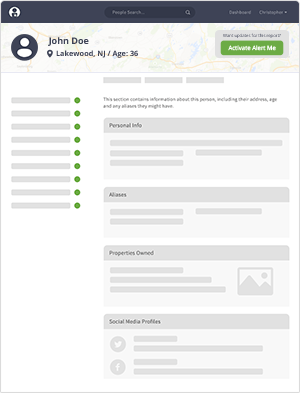 People Search...
Dashboard
Christopher
John Doe
Lakewood, NJ / Age: 36
Want updates for this report?
Activate Alert Me
This section contains information about this person, including their address, age
and any aliases they might have.
Personal Info
Aliases
Properties Owned
Social Media Profiles